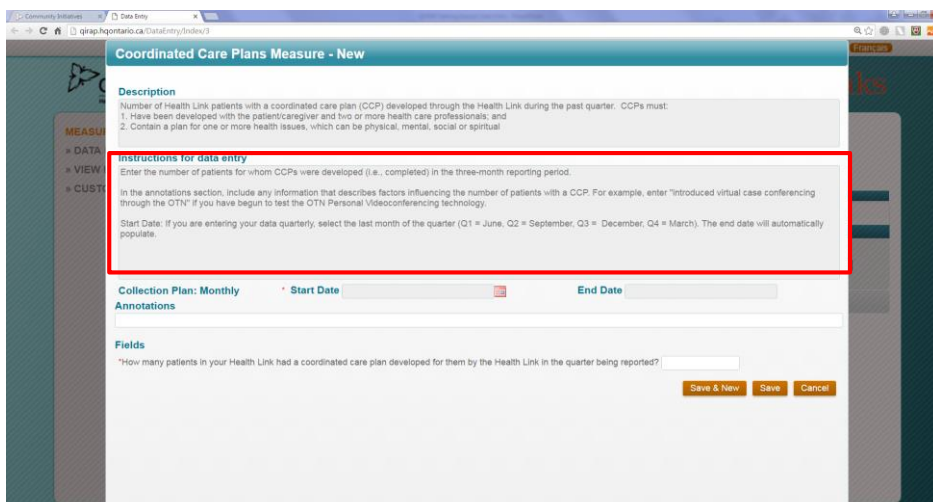 Community Initiatives
Data Entry
qirap.hqontario.ca/DataEntry/Index/3
Français
Coordinated Care Plans Measure - New
Description
Number of Health Link patients with a coordinated care plan (CCP) developed through the Health Link during the past quarter. CCPs must:
1. Have been developed with the patient/caregiver and two or more health care professionals; and
2. Contain a plan for one or more health issues, which can be physical, mental, social or spiritual
MEASU
» DATA
» VIEW
» CUST
Instructions for data entry
Enter the number of patients for whom CCPs were developed (i.e., completed) in the three-month reporting period.
In the annotations section, include any information that describes factors influencing the number of patients with a CCP. For example, enter "Introduced virtual case conferencing
through the OTN" if you have begun to test the OTN Personal Videoconferencing technology.
Start Date: If you are entering your data quarterly, select the last month of the quarter (Q1 = June, Q2 = September, Q3 = December, Q4 = March). The end date will automatically
populate.
Collection Plan: Monthly * Start Date End Date
Annotations
Fields
*How many patients in your Health Link had a coordinated care plan developed for them by the Health Link in the quarter being reported?
Save & New Save Cancel